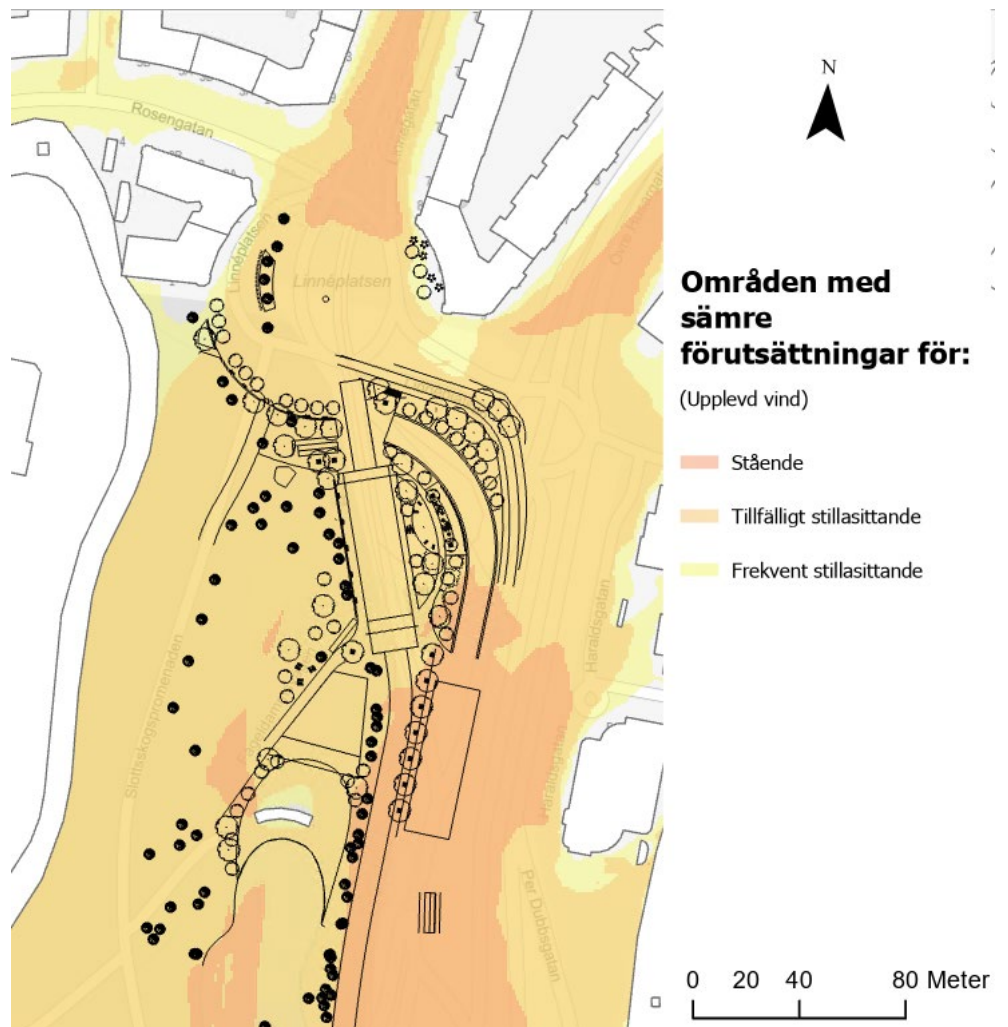 Rosengatan
Linnégatan
Linnéplatsen
Linnéplatsen
N
Områden med
sämre
förutsättningar för:
(Upplevd vind)
Stående
Tillfälligt stillasittande
Frekvent stillasittande
Haraldsgatan
Slottsskogspromenaden
Haraldsgatan
Per Dubbsgatan
0 20 40 80 Meter